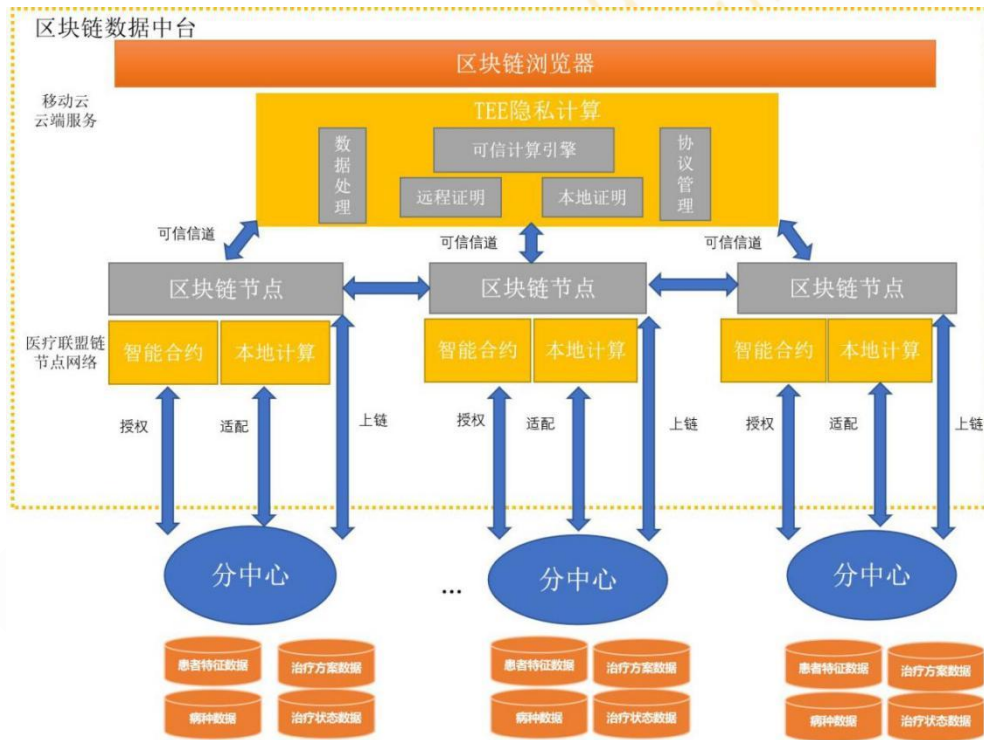 区块链数据中台
区块链浏览器
移动云
云端服务
TEE隐私计算
数据处理
可信计算引擎
协议管理
远程证明
本地证明
可信信道
可信信道
可信信道
区块链节点
区块链节点
区块链节点
医疗联盟链
节点网络
智能合约
本地计算
智能合约
本地计算
智能合约
本地计算
授权
适配
上链
授权
适配
上链
授权
适配
上链
分中心
...
分中心
分中心
患者特征数据
治疗方案数据
患者特征数据
治疗方案数据
患者特征数据
治疗方案数据
病种数据
治疗状态数据
病种数据
治疗状态数据
病种数据
治疗状态数据